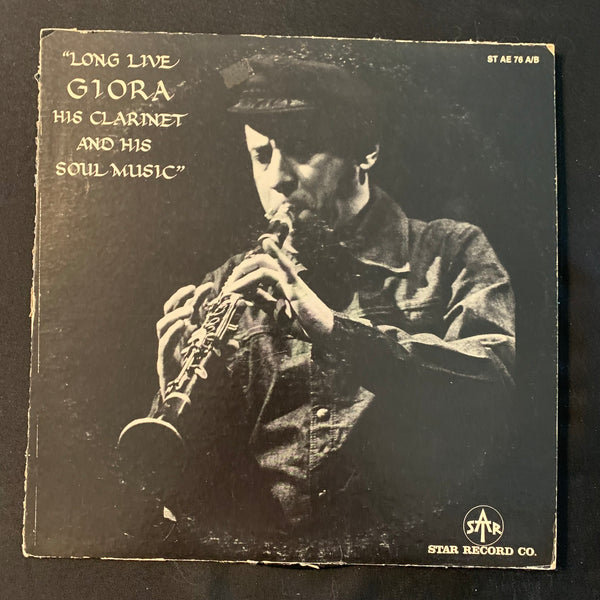 "LONG LIVE
GIORA
HIS CLARINET
AND HIS
SOUL MUSIC"
ST AE 76 A/B
STAR
STAR RECORD CO.